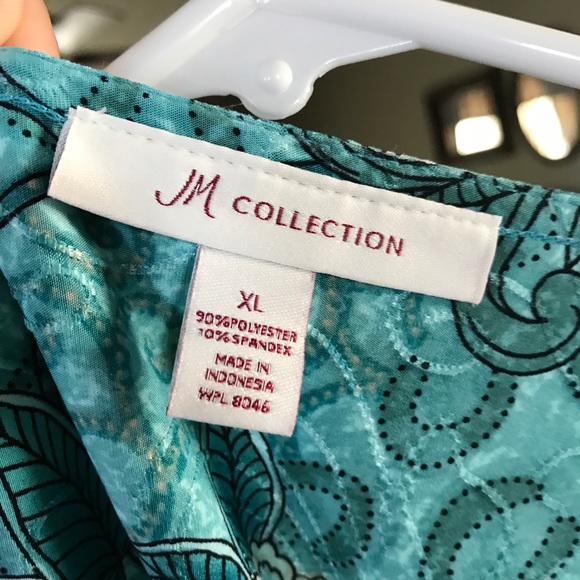 JM COLLECTION
XL
90%POLYESTER
10%SPANDEX
MADE IN
INDONESIA
WPL 8046